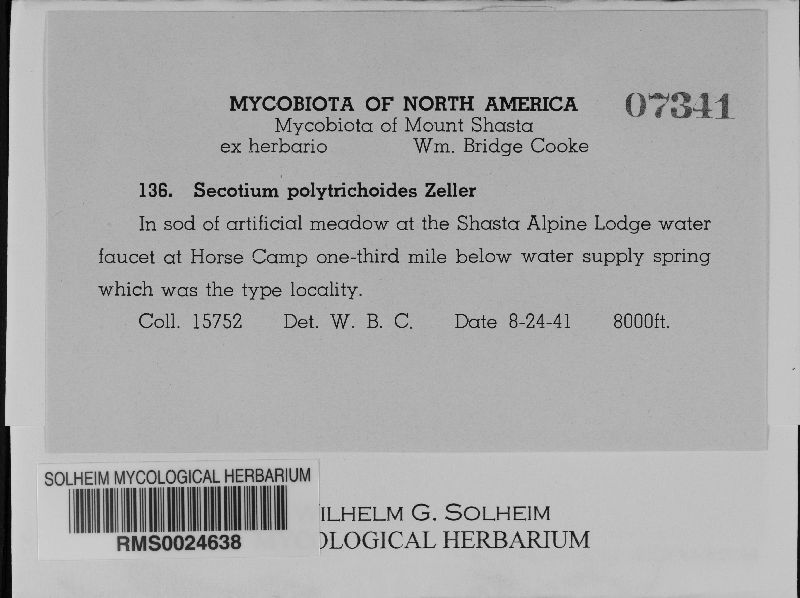 MYCOBIOTA OF NORTH AMERICA 07341
Mycobiota of Mount Shasta
ex herbario Wm. Bridge Cooke
136. Secotium polytrichoides Zeller
In sod of artificial meadow at the Shasta Alpine Lodge water
faucet at Horse Camp one-third mile below water supply spring
which was the type locality.
Coll. 15752 Det. W. B. C. Date 8-24-41 8000ft.
SOLHEIM MYCOLOGICAL HERBARIUM
RMS0024638
ILHELM G. SOLHEIM
OLOGICAL HERBARIUM